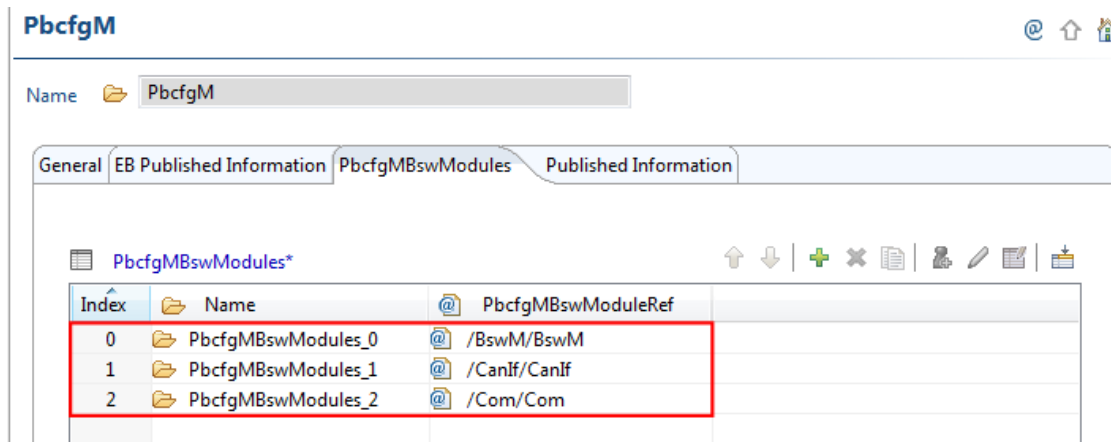 PbcfgM
Name PbcfgM
General EB Published Information PbcfgMBswModules Published Information
PbcfgMBswModules*
Index Name PbcfgMBswModuleRef
0 PbcfgMBswModules_0 /BswM/BswM
1 PbcfgMBswModules_1 /CanIf/CanIf
2 PbcfgMBswModules_2 /Com/Com